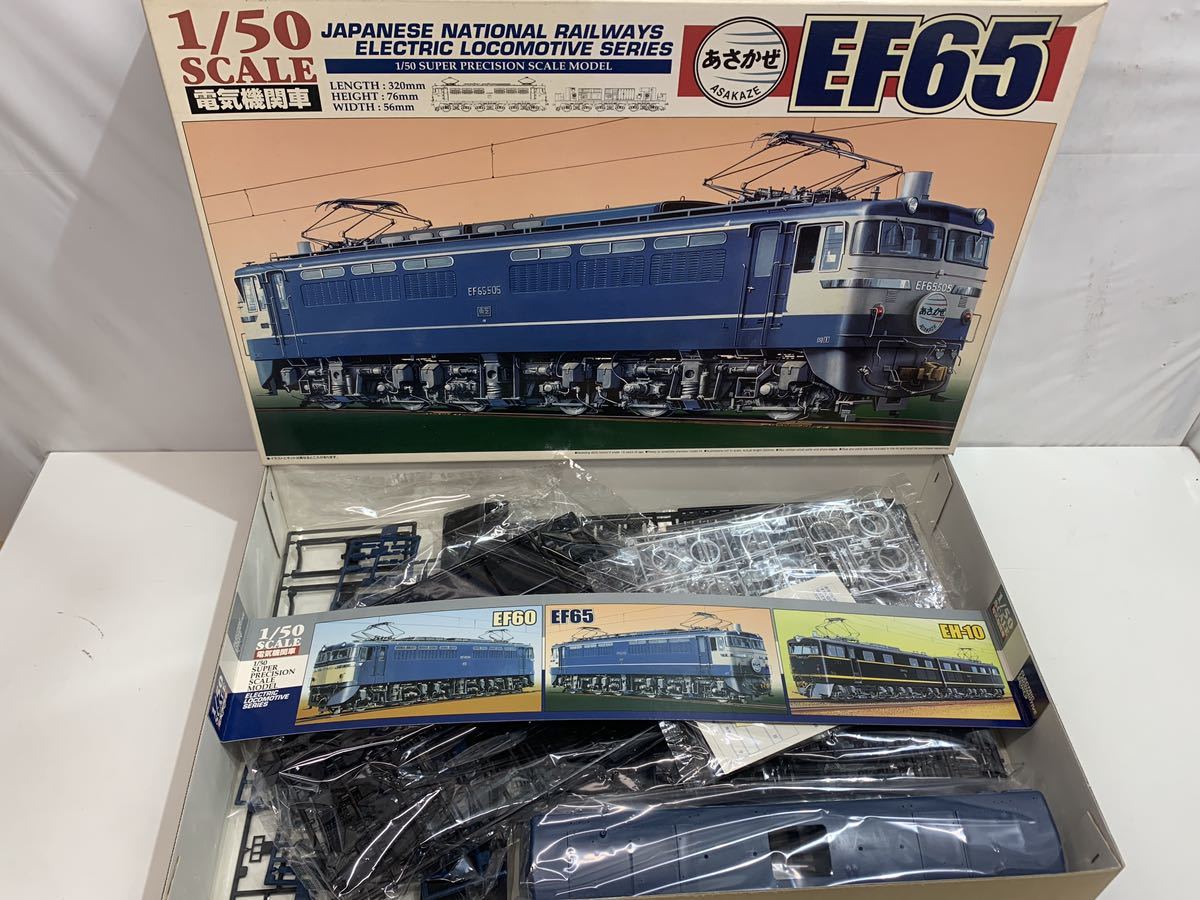 1/50
SCALE
電気機関車
JAPANESE NATIONAL RAILWAYS
ELECTRIC LOCOMOTIVE SERIES
1/50 SUPER PRECISION SCALE MODEL
LENGTH : 320mm
HEIGHT : 76mm
WIDTH : 56mm
あさかぜ
ASAKAZE
EF65
EF65505
EF65505
あさかぜ
ASAKAZE
1/50
SCALE
電気機関車
1/50
SUPER
PRECISION
SCALE
MODEL
ELECTRIC
LOCOMOTIVE
SERIES
EF60
EF65
EH-10